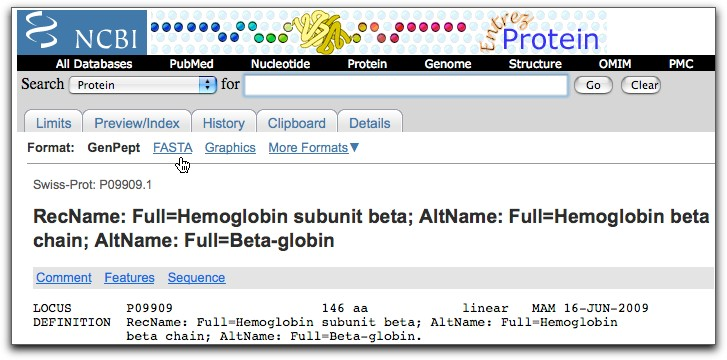 NCBI
Entrez
Protein
All Databases PubMed Nucleotide Protein Genome Structure OMIM PMC
Search Protein for Go Clear
Limits Preview/Index History Clipboard Details
Format: GenPept FASTA Graphics More Formats▼
Swiss-Prot: P09909.1
RecName: Full=Hemoglobin subunit beta; AltName: Full=Hemoglobin beta
chain; AltName: Full=Beta-globin
Comment Features Sequence
LOCUS P09909 146 aa linear MAM 16-JUN-2009
DEFINITION RecName: Full=Hemoglobin subunit beta; AltName: Full=Hemoglobin
beta chain; AltName: Full=Beta-globin.